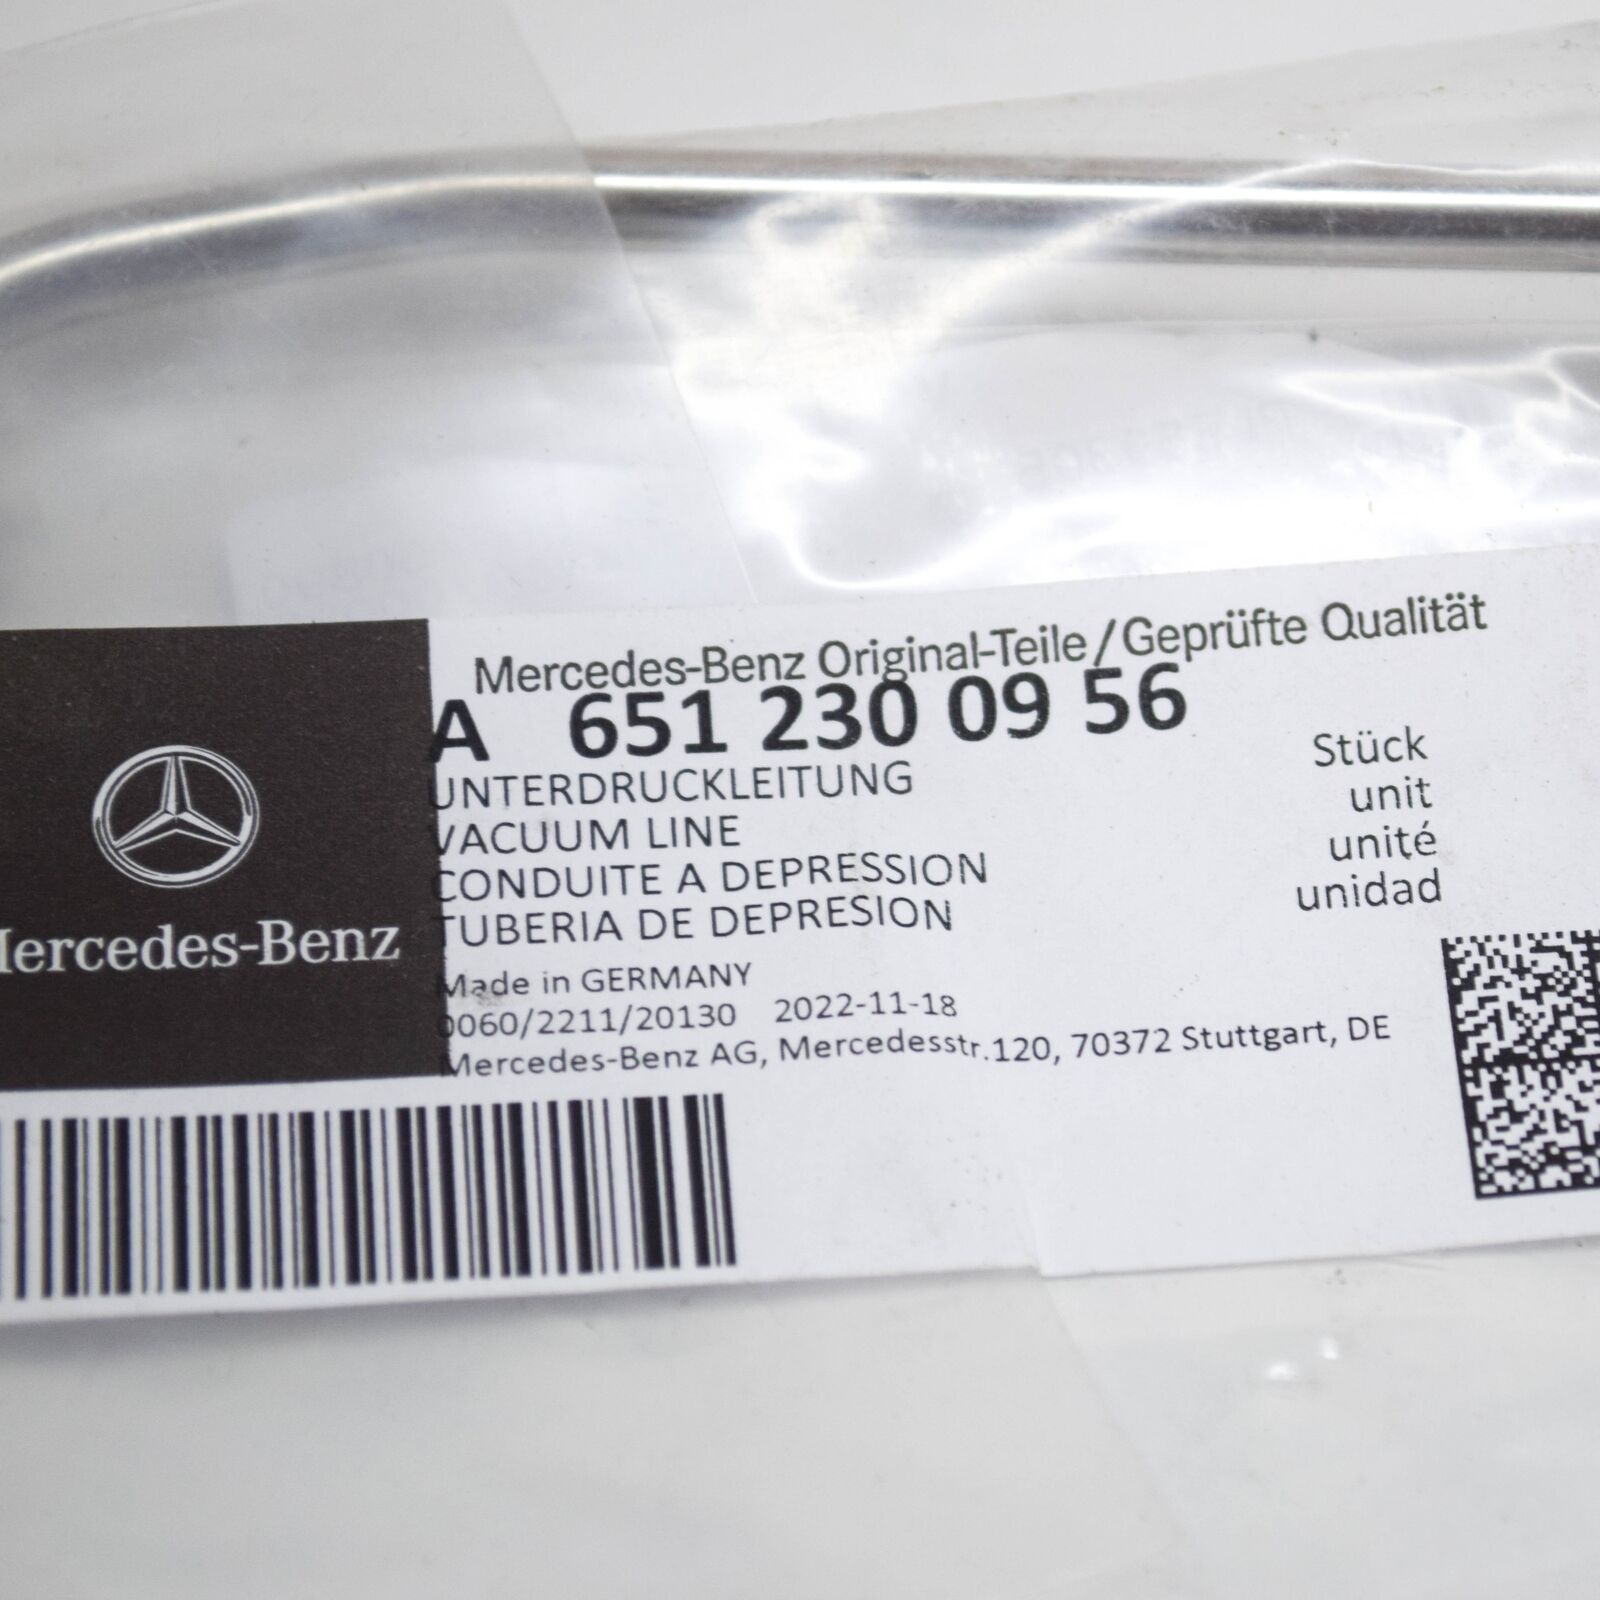 Mercedes-Benz Original-Teile/Geprüfte Qualität
A 651 230 09 56
UNTERDRUCKLEITUNG
VACUUM LINE
CONDUITE A DEPRESSION
TUBERIA DE DEPRESION
Stück
unit
unité
unidad
Made in GERMANY
0060/2211/20130 2022-11-18
Mercedes-Benz AG, Mercedesstr.120, 70372 Stuttgart, DE
Mercedes-Benz